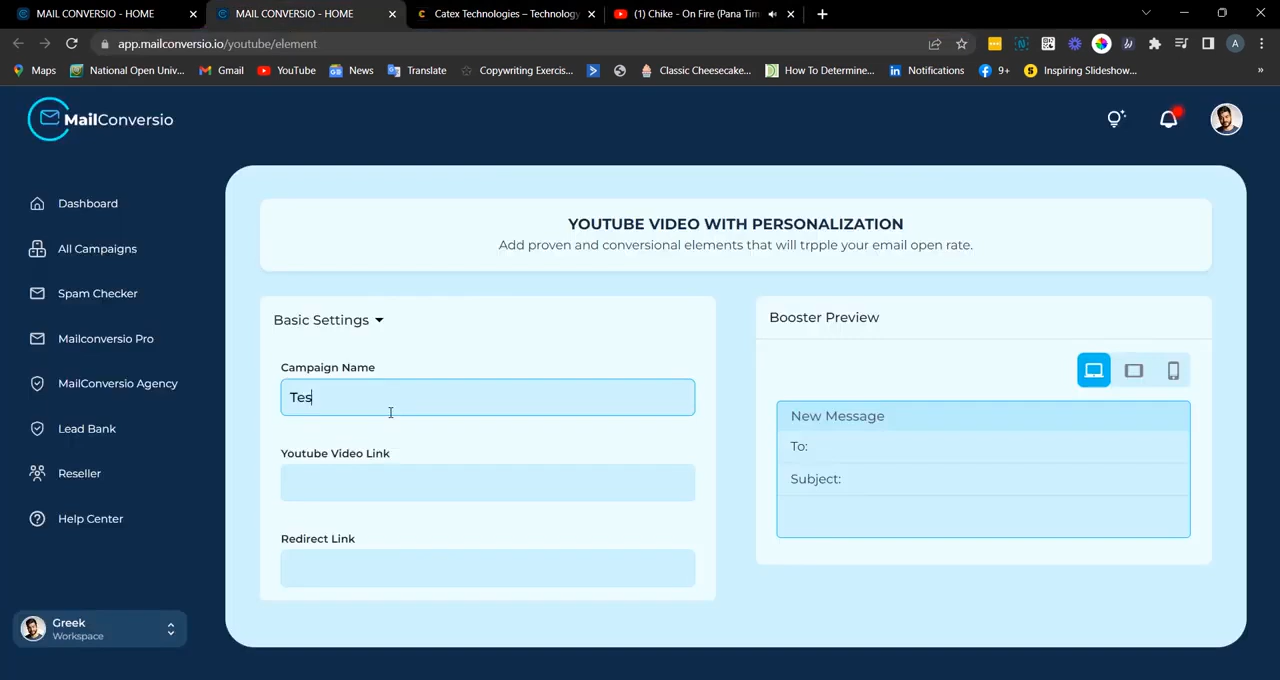 MAIL CONVERSIO - HOME
MAIL CONVERSIO - HOME
Catex Technologies – Technology
(1) Chike - On Fire (Pana Tim
app.mailconversio.io/youtube/element
A
Maps
National Open Univ...
Gmail
YouTube
News
Translate
Copywriting Exercis...
Classic Cheesecake...
How To Determine...
Notifications
9+
Inspiring Slideshow...
»
MailConversio
Dashboard
All Campaigns
Spam Checker
Mailconversio Pro
MailConversio Agency
Lead Bank
Reseller
Help Center
Greek
Workspace
YOUTUBE VIDEO WITH PERSONALIZATION
Add proven and conversional elements that will trpple your email open rate.
Basic Settings
Campaign Name
Tes
Youtube Video Link
Redirect Link
Booster Preview
New Message
To:
Subject: